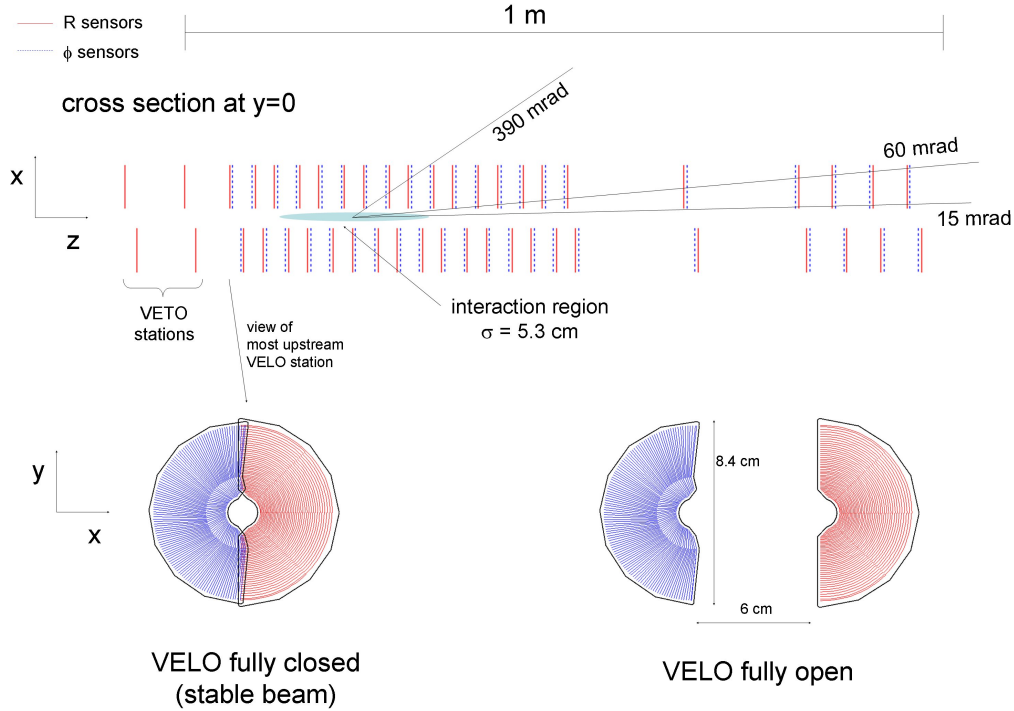 R sensors
ϕ sensors
1 m
cross section at y=0
390 mrad
60 mrad
15 mrad
x
z
VETO
stations
view of
most upstream
VELO station
interaction region
σ = 5.3 cm
y
x
8.4 cm
6 cm
VELO fully closed
(stable beam)
VELO fully open